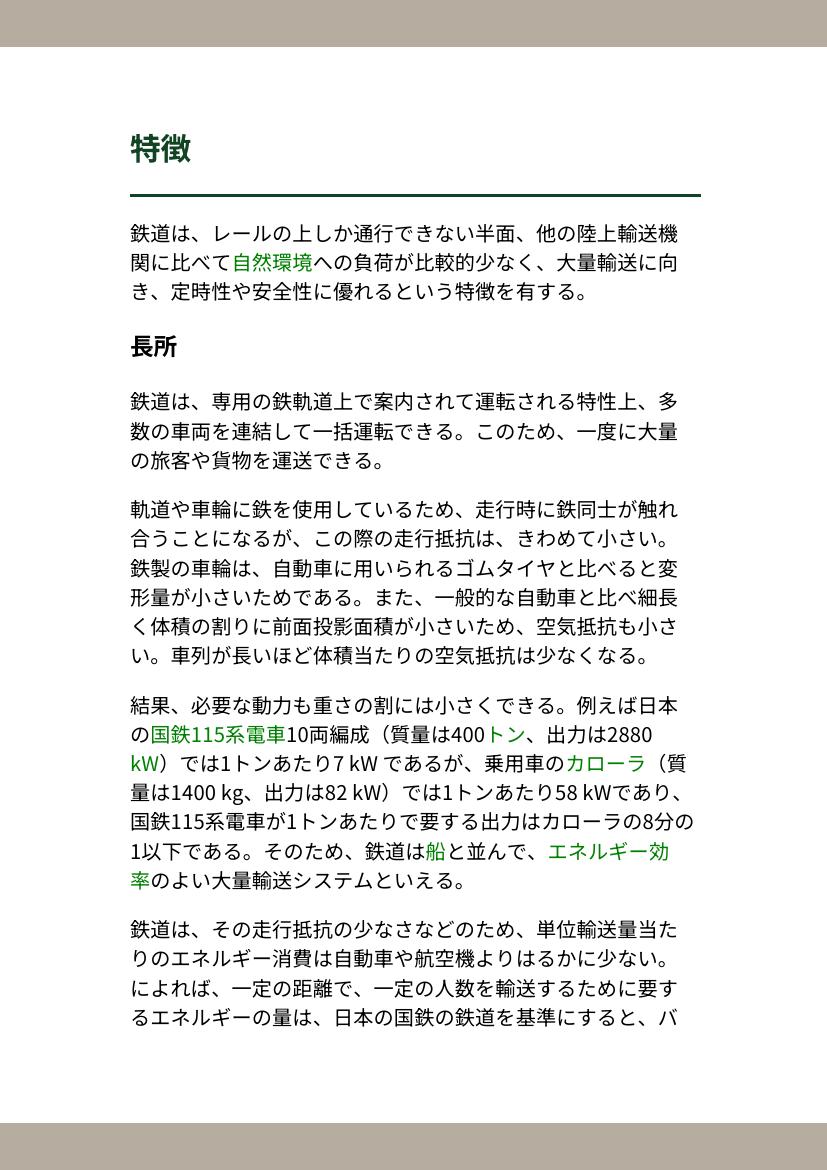 特徴
鉄道は、レールの上しか通行できない半面、他の陸上輸送機
関に比べて自然環境への負荷が比較的少なく、大量輸送に向
き、定時性や安全性に優れるという特徴を有する。
長所
鉄道は、専用の鉄軌道上で案内されて運転される特性上、多
数の車両を連結して一括運転できる。このため、一度に大量
の旅客や貨物を運送できる。
軌道や車輪に鉄を使用しているため、走行時に鉄同士が触れ
合うことになるが、この際の走行抵抗は、きわめて小さい。
鉄製の車輪は、自動車に用いられるゴムタイヤと比べると変
形量が小さいためである。また、一般的な自動車と比べ細長
く体積の割りに前面投影面積が小さいため、空気抵抗も小さ
い。車列が長いほど体積当たりの空気抵抗は少なくなる。
結果、必要な動力も重さの割には小さくできる。例えば日本
の国鉄115系電車10両編成（質量は400トン、出力は2880
kW）では1トンあたり7 kW であるが、乗用車のカローラ（質
量は1400 kg、出力は82 kW）では1トンあたり58 kWであり、
国鉄115系電車が1トンあたりで要する出力はカローラの8分の
1以下である。そのため、鉄道は船と並んで、エネルギー効
率のよい大量輸送システムといえる。
鉄道は、その走行抵抗の少なさなどのため、単位輸送量当た
りのエネルギー消費は自動車や航空機よりはるかに少ない。
によれば、一定の距離で、一定の人数を輸送するために要す
るエネルギーの量は、日本の国鉄の鉄道を基準にすると、バ